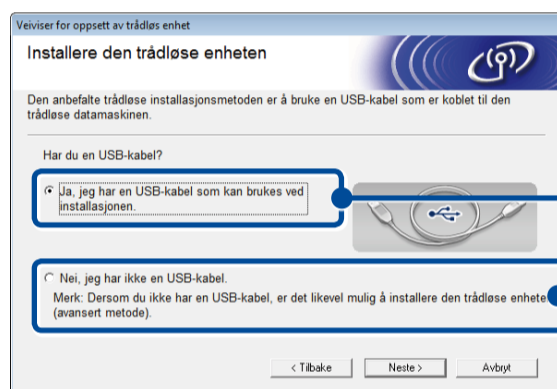 Veiviser for oppsett av trådløs enhet
Installere den trådløse enheten
Den anbefalte trådløse installasjonsmetoden er å bruke en USB-kabel som er koblet til den
trådløse datamaskinen.
Har du en USB-kabel?
Ja, jeg har en USB-kabel som kan brukes ved
installasjonen.
Nei, jeg har ikke en USB-kabel.
Merk: Dersom du ikke har en USB-kabel, er det likevel mulig å installere den trådløse enhete
(avansert metode).
< Tilbake
Neste >
Avbryt